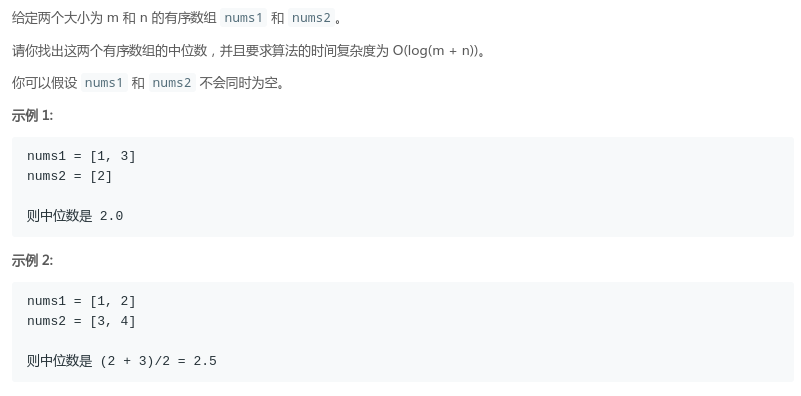 给定两个大小为 m 和 n 的有序数组 nums1 和 nums2。
请你找出这两个有序数组的中位数，并且要求算法的时间复杂度为 O(log(m + n))。
你可以假设 nums1 和 nums2 不会同时为空。
示例 1:
nums1 = [1, 3]
nums2 = [2]
则中位数是 2.0
示例 2:
nums1 = [1, 2]
nums2 = [3, 4]
则中位数是 (2 + 3)/2 = 2.5